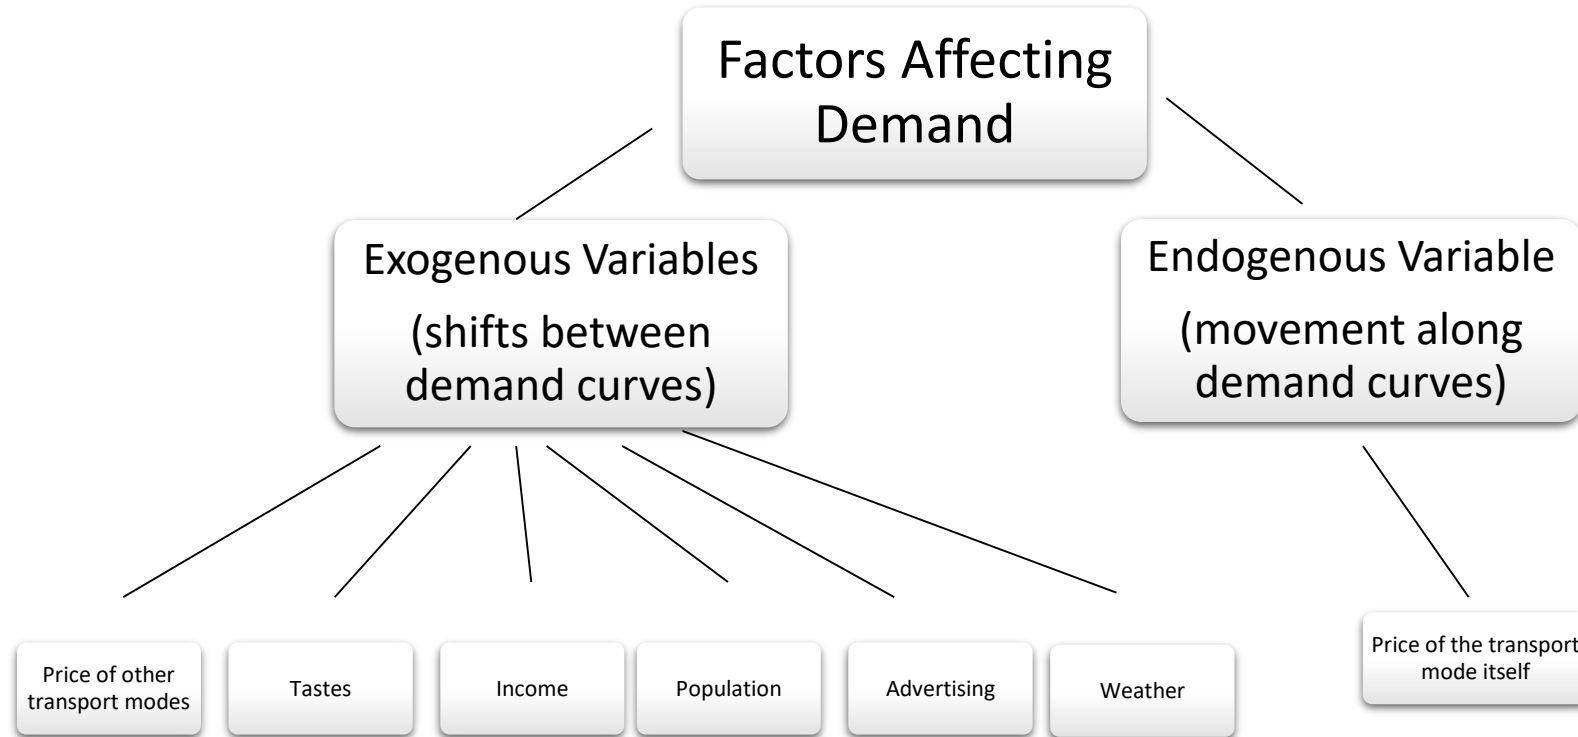 Factors Affecting
Demand
Exogenous Variables
(shifts between
demand curves)
Endogenous Variable
(movement along
demand curves)
Price of other
transport modes
Tastes
Income
Population
Advertising
Weather
Price of the transport
mode itself